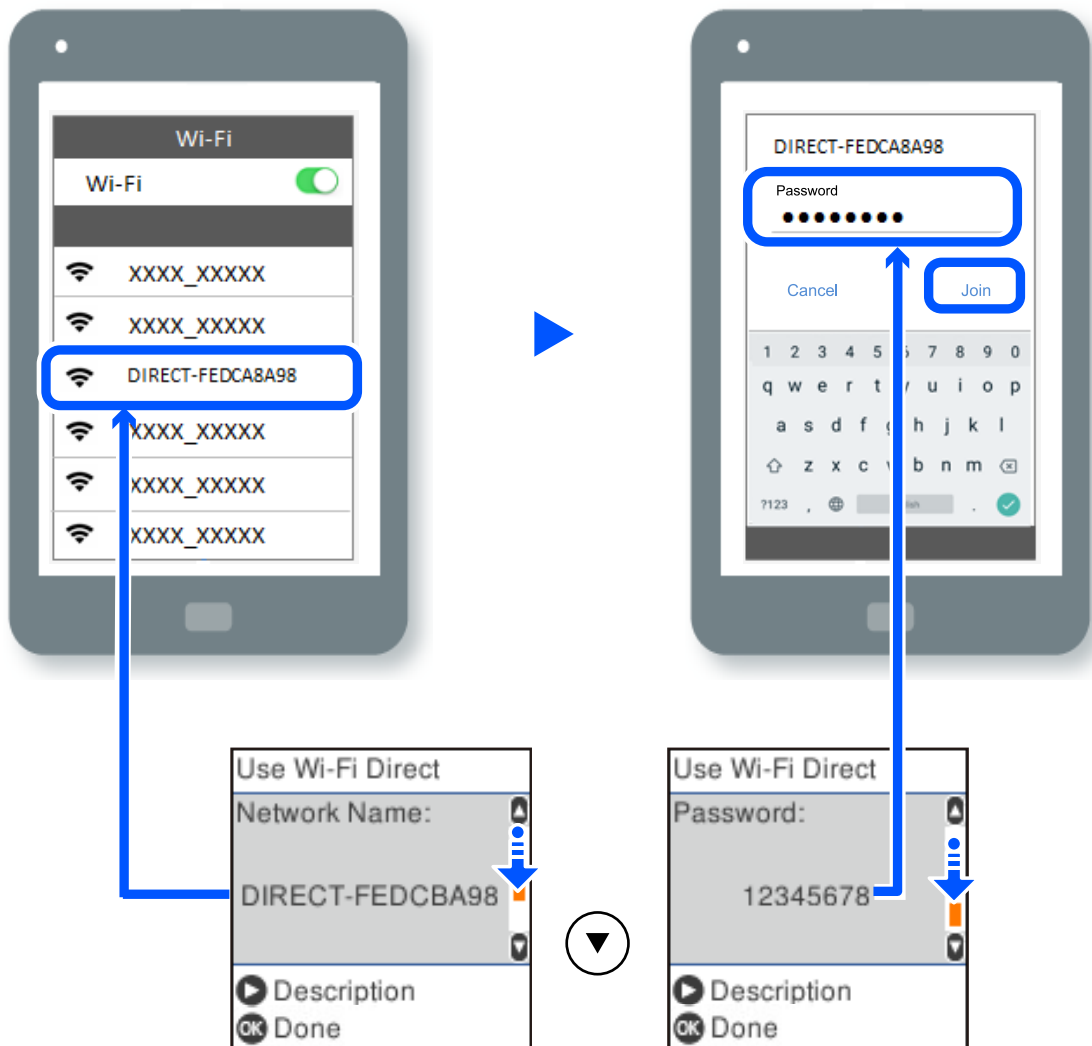 Wi-Fi
Wi-Fi
XXXX_XXXXX
XXXX_XXXXX
DIRECT-FEDCA8A98
XXXX_XXXXX
XXXX_XXXXX
XXXX_XXXXX
DIRECT-FEDCA8A98
Password
Cancel Join
1 2 3 4 5 7 8 9 0
q w e r t u i o p
a s d f h j k l
z x c b n m
?123 , .
Use Wi-Fi Direct
Network Name:
DIRECT-FEDCBA98
Description
OK Done
Use Wi-Fi Direct
Password:
12345678
Description
OK Done